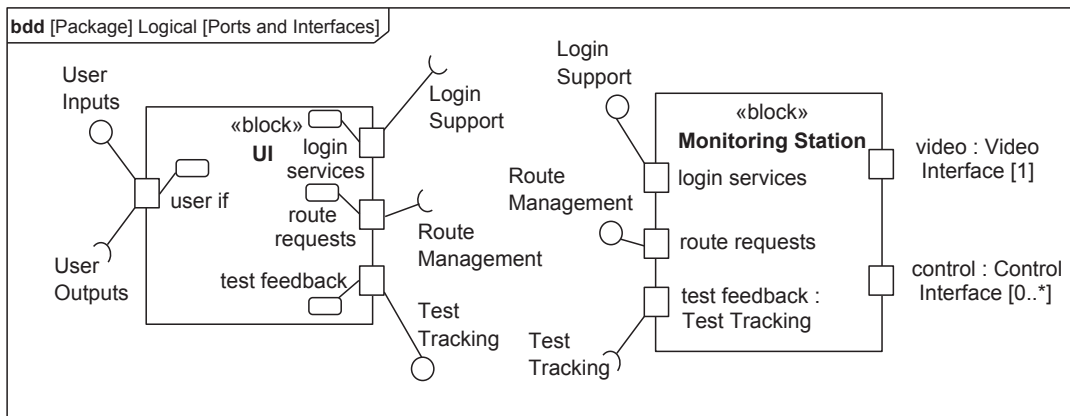 bdd [Package] Logical [Ports and Interfaces]
User
Inputs
«block»
UI
login
services
Login
Support
user if
route
requests
Route
Management
User
Outputs
test feedback
Test
Tracking
Login
Support
«block»
Monitoring Station
login services
video : Video
Interface [1]
Route
Management
route requests
control : Control
Interface [0..*]
test feedback :
Test Tracking
Test
Tracking